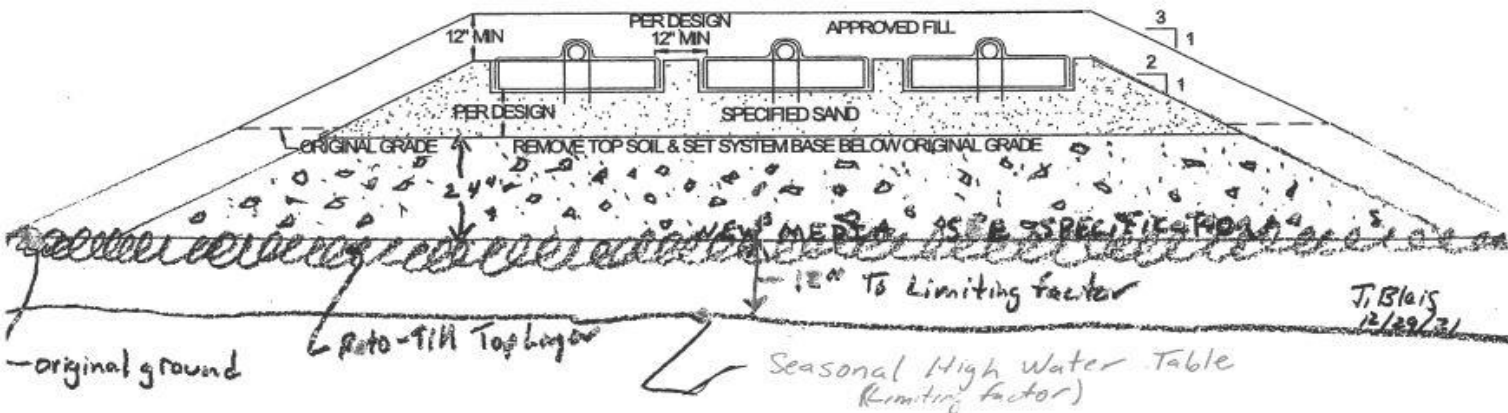 3
1
PER DESIGN
12" MIN
12" MIN
APPROVED FILL
2
1
PER DESIGN
SPECIFIED SAND
ORIGINAL GRADE
REMOVE TOP SOIL & SET SYSTEM BASE BELOW ORIGINAL GRADE
24"
NEW MEDIA SEE SPECIFICATION
12" To Limiting factor
T. Blais
12/29/21
Roto-Till Top Layer
original ground
Seasonal High Water Table
(Limiting factor)